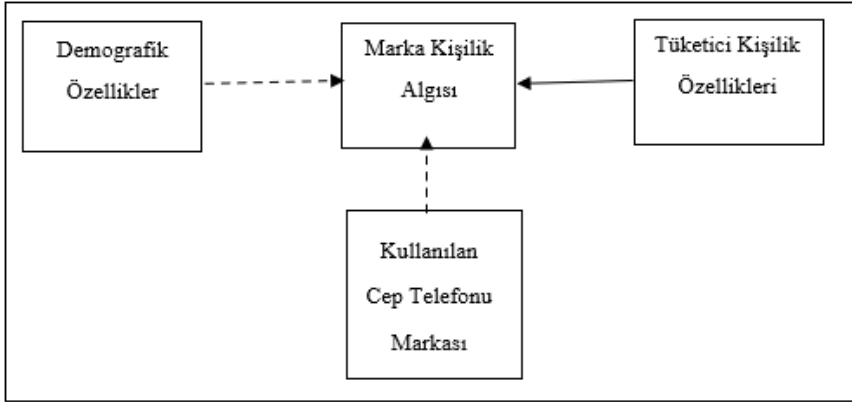 Demografik
Özellikler
Marka Kişilik
Algısı
Tüketici Kişilik
Özellikleri
Kullanılan
Cep Telefonu
Markası